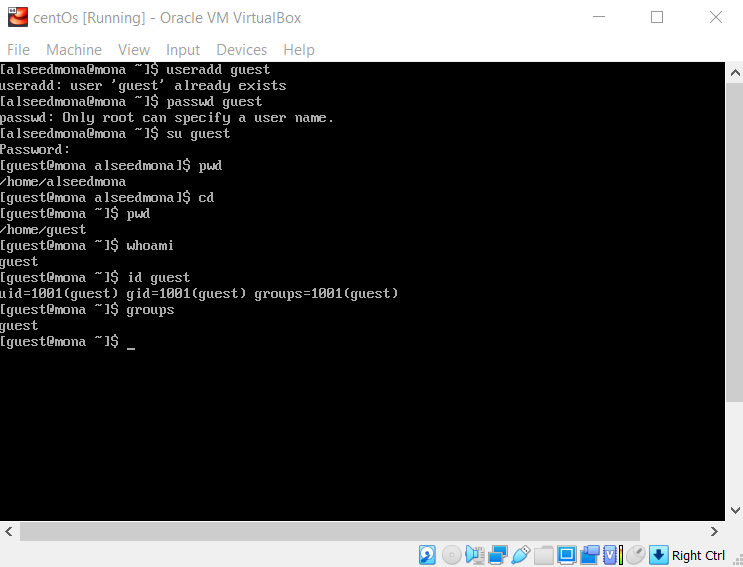 centOs [Running] - Oracle VM VirtualBox
File Machine View Input Devices Help
[alseedmona@mona ~]$ useradd guest
useradd: user 'guest' already exists
[alseedmona@mona ~]$ passwd guest
passwd: Only root can specify a user name.
[alseedmona@mona ~]$ su guest
Password:
[guest@mona alseedmona]$ pwd
/home/alseedmona
[guest@mona alseedmona]$ cd
[guest@mona ~]$ pwd
/home/guest
[guest@mona ~]$ whoami
guest
[guest@mona ~]$ id guest
uid=1001(guest) gid=1001(guest) groups=1001(guest)
[guest@mona ~]$ groups
guest
[guest@mona ~]$ _
Right Ctrl